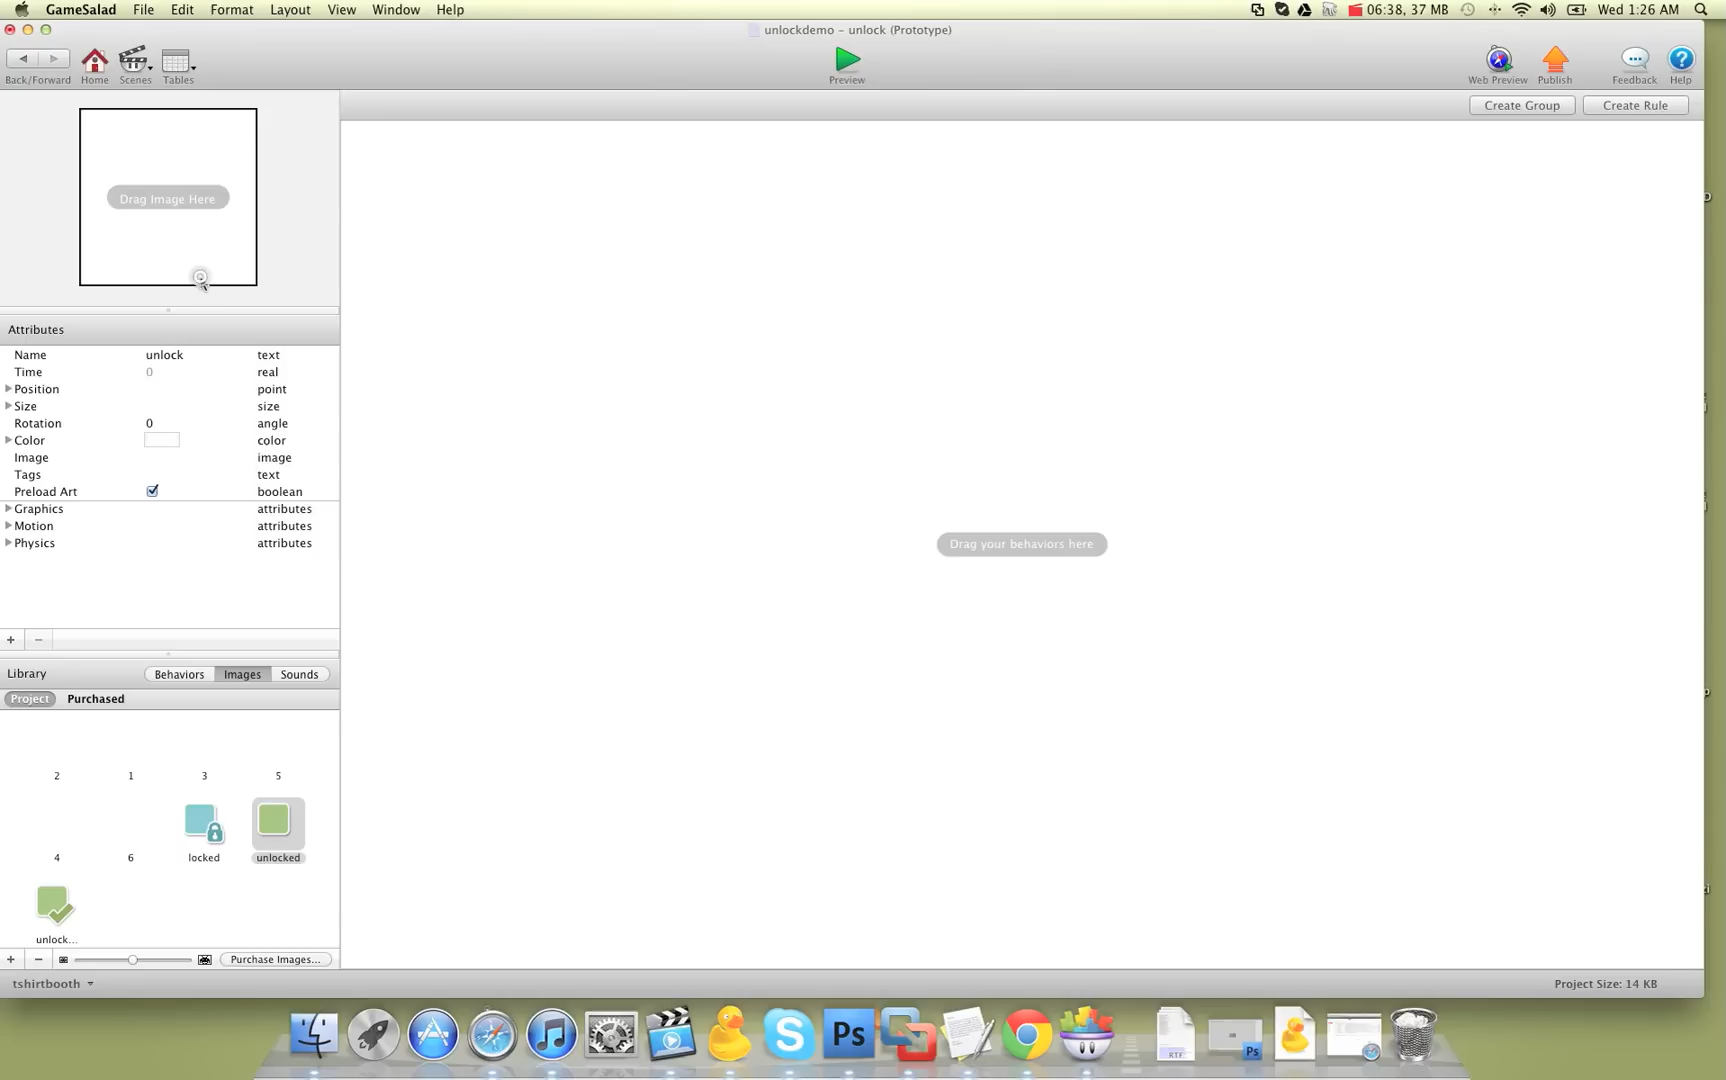 GameSalad File Edit Format Layout View Window Help 06:38, 37 MB Wed 1:26 AM
unlockdemo – unlock (Prototype)
Back/Forward Home Scenes Tables Preview Web Preview Publish Feedback Help
Create Group Create Rule
Drag Image Here
Attributes
Name unlock text
Time 0 real
Position point
Size size
Rotation 0 angle
Color color
Image image
Tags text
Preload Art boolean
Graphics attributes
Motion attributes
Physics attributes
Drag your behaviors here
+ −
Library Behaviors Images Sounds
Project Purchased
2 1 3 5
4 6 locked unlocked
unlock...
+ − Purchase Images...
tshirtbooth Project Size: 14 KB
Ps
RTF
Ps